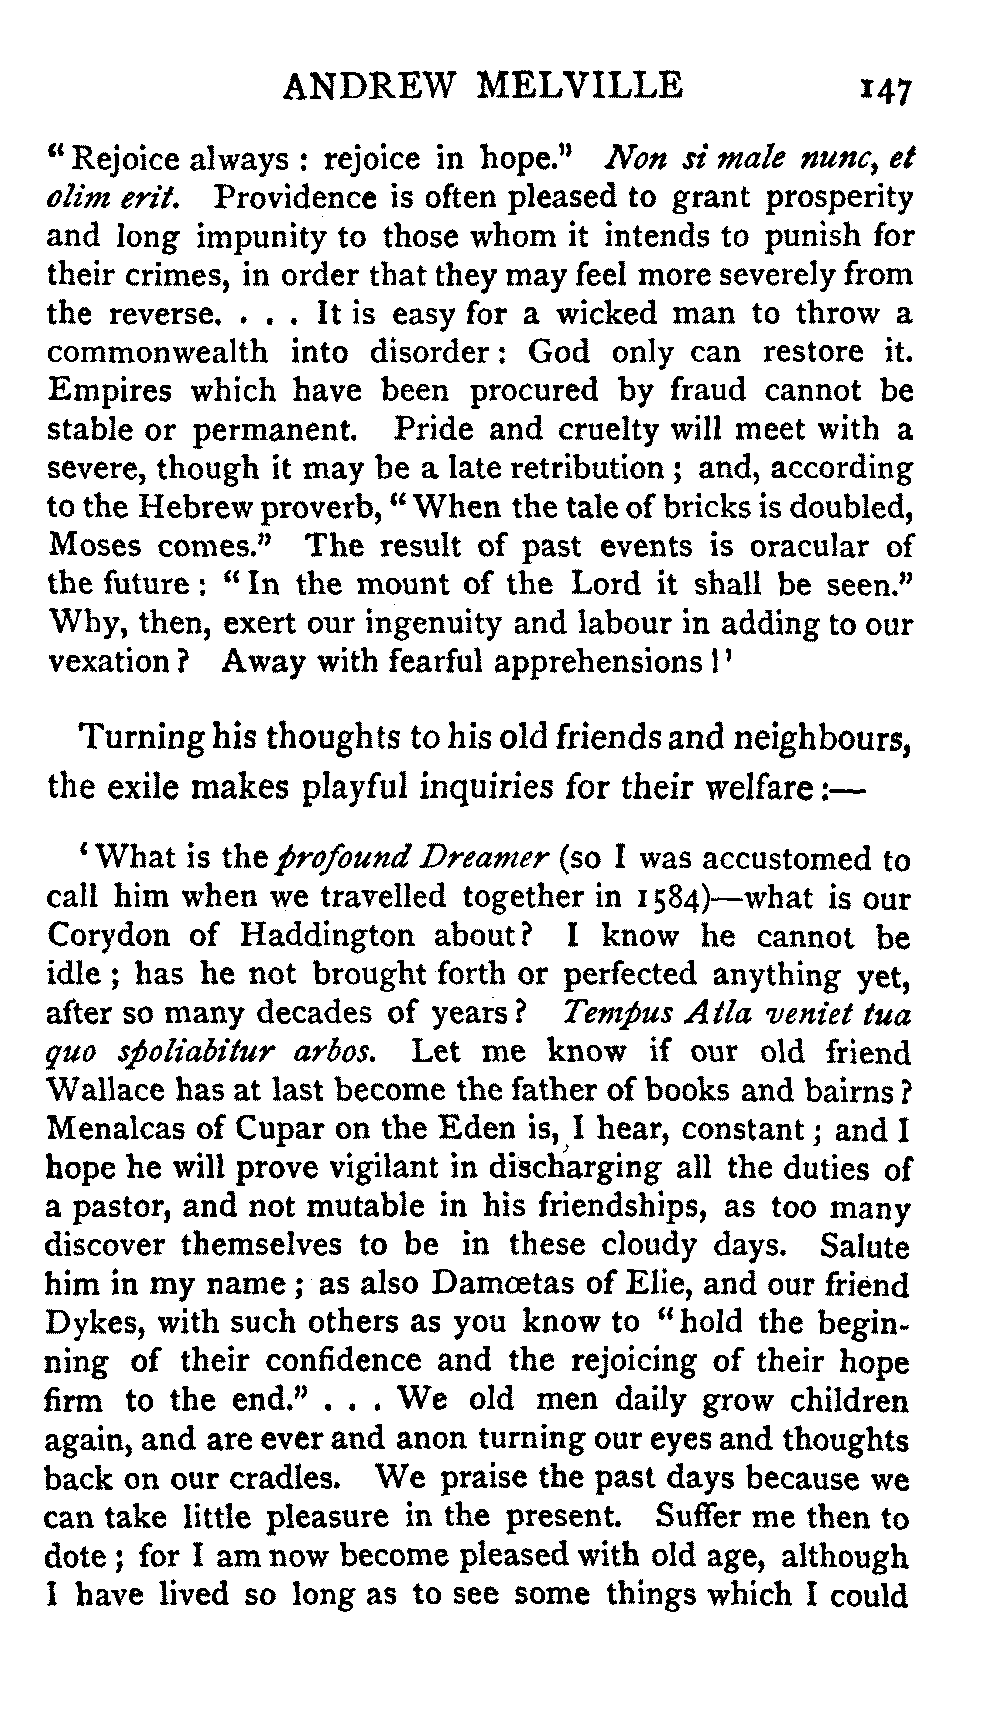 ANDREW MELVILLE 147
“Rejoice always : rejoice in hope.” Non si male nunc, et
olim erit. Providence is often pleased to grant prosperity
and long impunity to those whom it intends to punish for
their crimes, in order that they may feel more severely from
the reverse. . . . It is easy for a wicked man to throw a
commonwealth into disorder : God only can restore it.
Empires which have been procured by fraud cannot be
stable or permanent. Pride and cruelty will meet with a
severe, though it may be a late retribution ; and, according
to the Hebrew proverb, “When the tale of bricks is doubled,
Moses comes.” The result of past events is oracular of
the future : “In the mount of the Lord it shall be seen.”
Why, then, exert our ingenuity and labour in adding to our
vexation ? Away with fearful apprehensions !’
Turning his thoughts to his old friends and neighbours,
the exile makes playful inquiries for their welfare :—
‘What is the profound Dreamer (so I was accustomed to
call him when we travelled together in 1584)—what is our
Corydon of Haddington about? I know he cannot be
idle ; has he not brought forth or perfected anything yet,
after so many decades of years ? Tempus Atla veniet tua
quo spoliabitur arbos. Let me know if our old friend
Wallace has at last become the father of books and bairns ?
Menalcas of Cupar on the Eden is, I hear, constant ; and I
hope he will prove vigilant in discharging all the duties of
a pastor, and not mutable in his friendships, as too many
discover themselves to be in these cloudy days. Salute
him in my name ; as also Damœtas of Elie, and our friend
Dykes, with such others as you know to “hold the begin-
ning of their confidence and the rejoicing of their hope
firm to the end.” . . . We old men daily grow children
again, and are ever and anon turning our eyes and thoughts
back on our cradles. We praise the past days because we
can take little pleasure in the present. Suffer me then to
dote ; for I am now become pleased with old age, although
I have lived so long as to see some things which I could